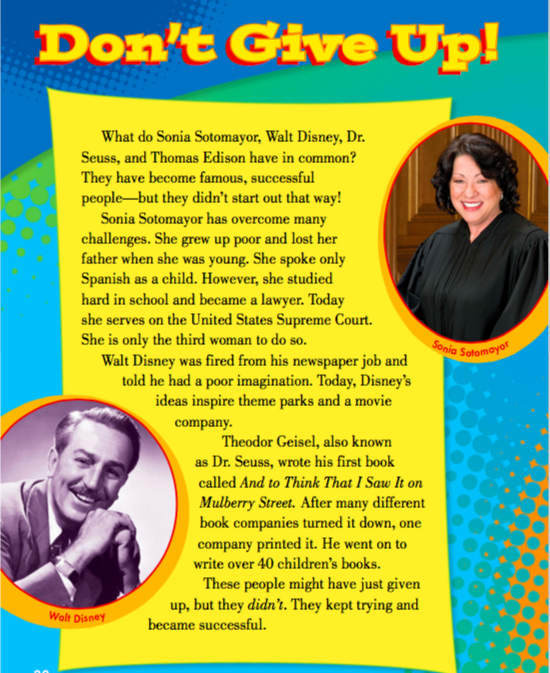 Don't Give Up!
What do Sonia Sotomayor, Walt Disney, Dr.
Seuss, and Thomas Edison have in common?
They have become famous, successful
people—but they didn't start out that way!
Sonia Sotomayor has overcome many
challenges. She grew up poor and lost her
father when she was young. She spoke only
Spanish as a child. However, she studied
hard in school and became a lawyer. Today
she serves on the United States Supreme Court.
She is only the third woman to do so.
Sonia Sotomayor
Walt Disney was fired from his newspaper job and
told he had a poor imagination. Today, Disney's
ideas inspire theme parks and a movie
company.
Theodor Geisel, also known
as Dr. Seuss, wrote his first book
called And to Think That I Saw It on
Mulberry Street. After many different
book companies turned it down, one
company printed it. He went on to
write over 40 children's books.
These people might have just given
up, but they didn't. They kept trying and
became successful.
Walt Disney